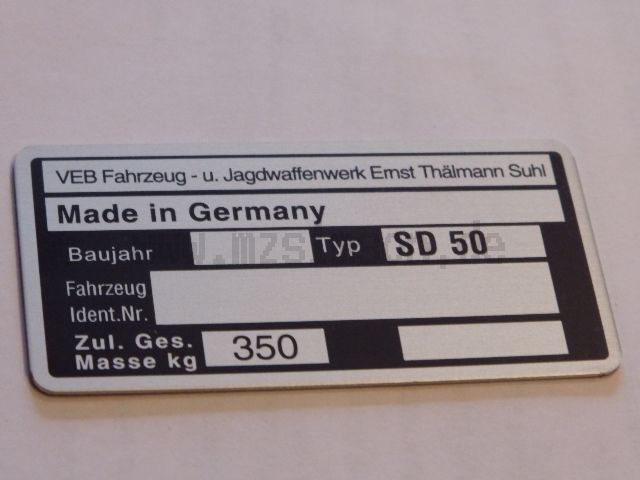 VEB Fahrzeug - u. Jagdwaffenwerk Ernst Thälmann Suhl
Made in Germany
Baujahr Typ SD 50
Fahrzeug
Ident.Nr.
Zul. Ges.
Masse kg 350